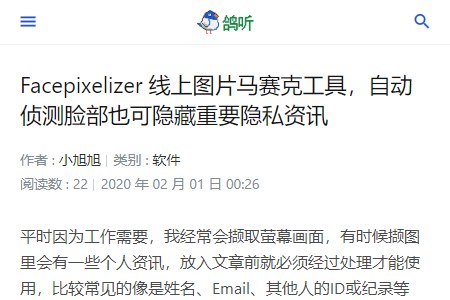 鸽听
Facepixelizer 线上图片马赛克工具，自动
侦测脸部也可隐藏重要隐私资讯
作者 : 小旭旭 | 类别 : 软件
阅读数 : 22 | 2020 年 02 月 01 日 00:26
平时因为工作需要，我经常会撷取萤幕画面，有时候撷图
里会有一些个人资讯，放入文章前就必须经过处理才能使
用，比较常见的像是姓名、Email、其他人的ID或纪录等